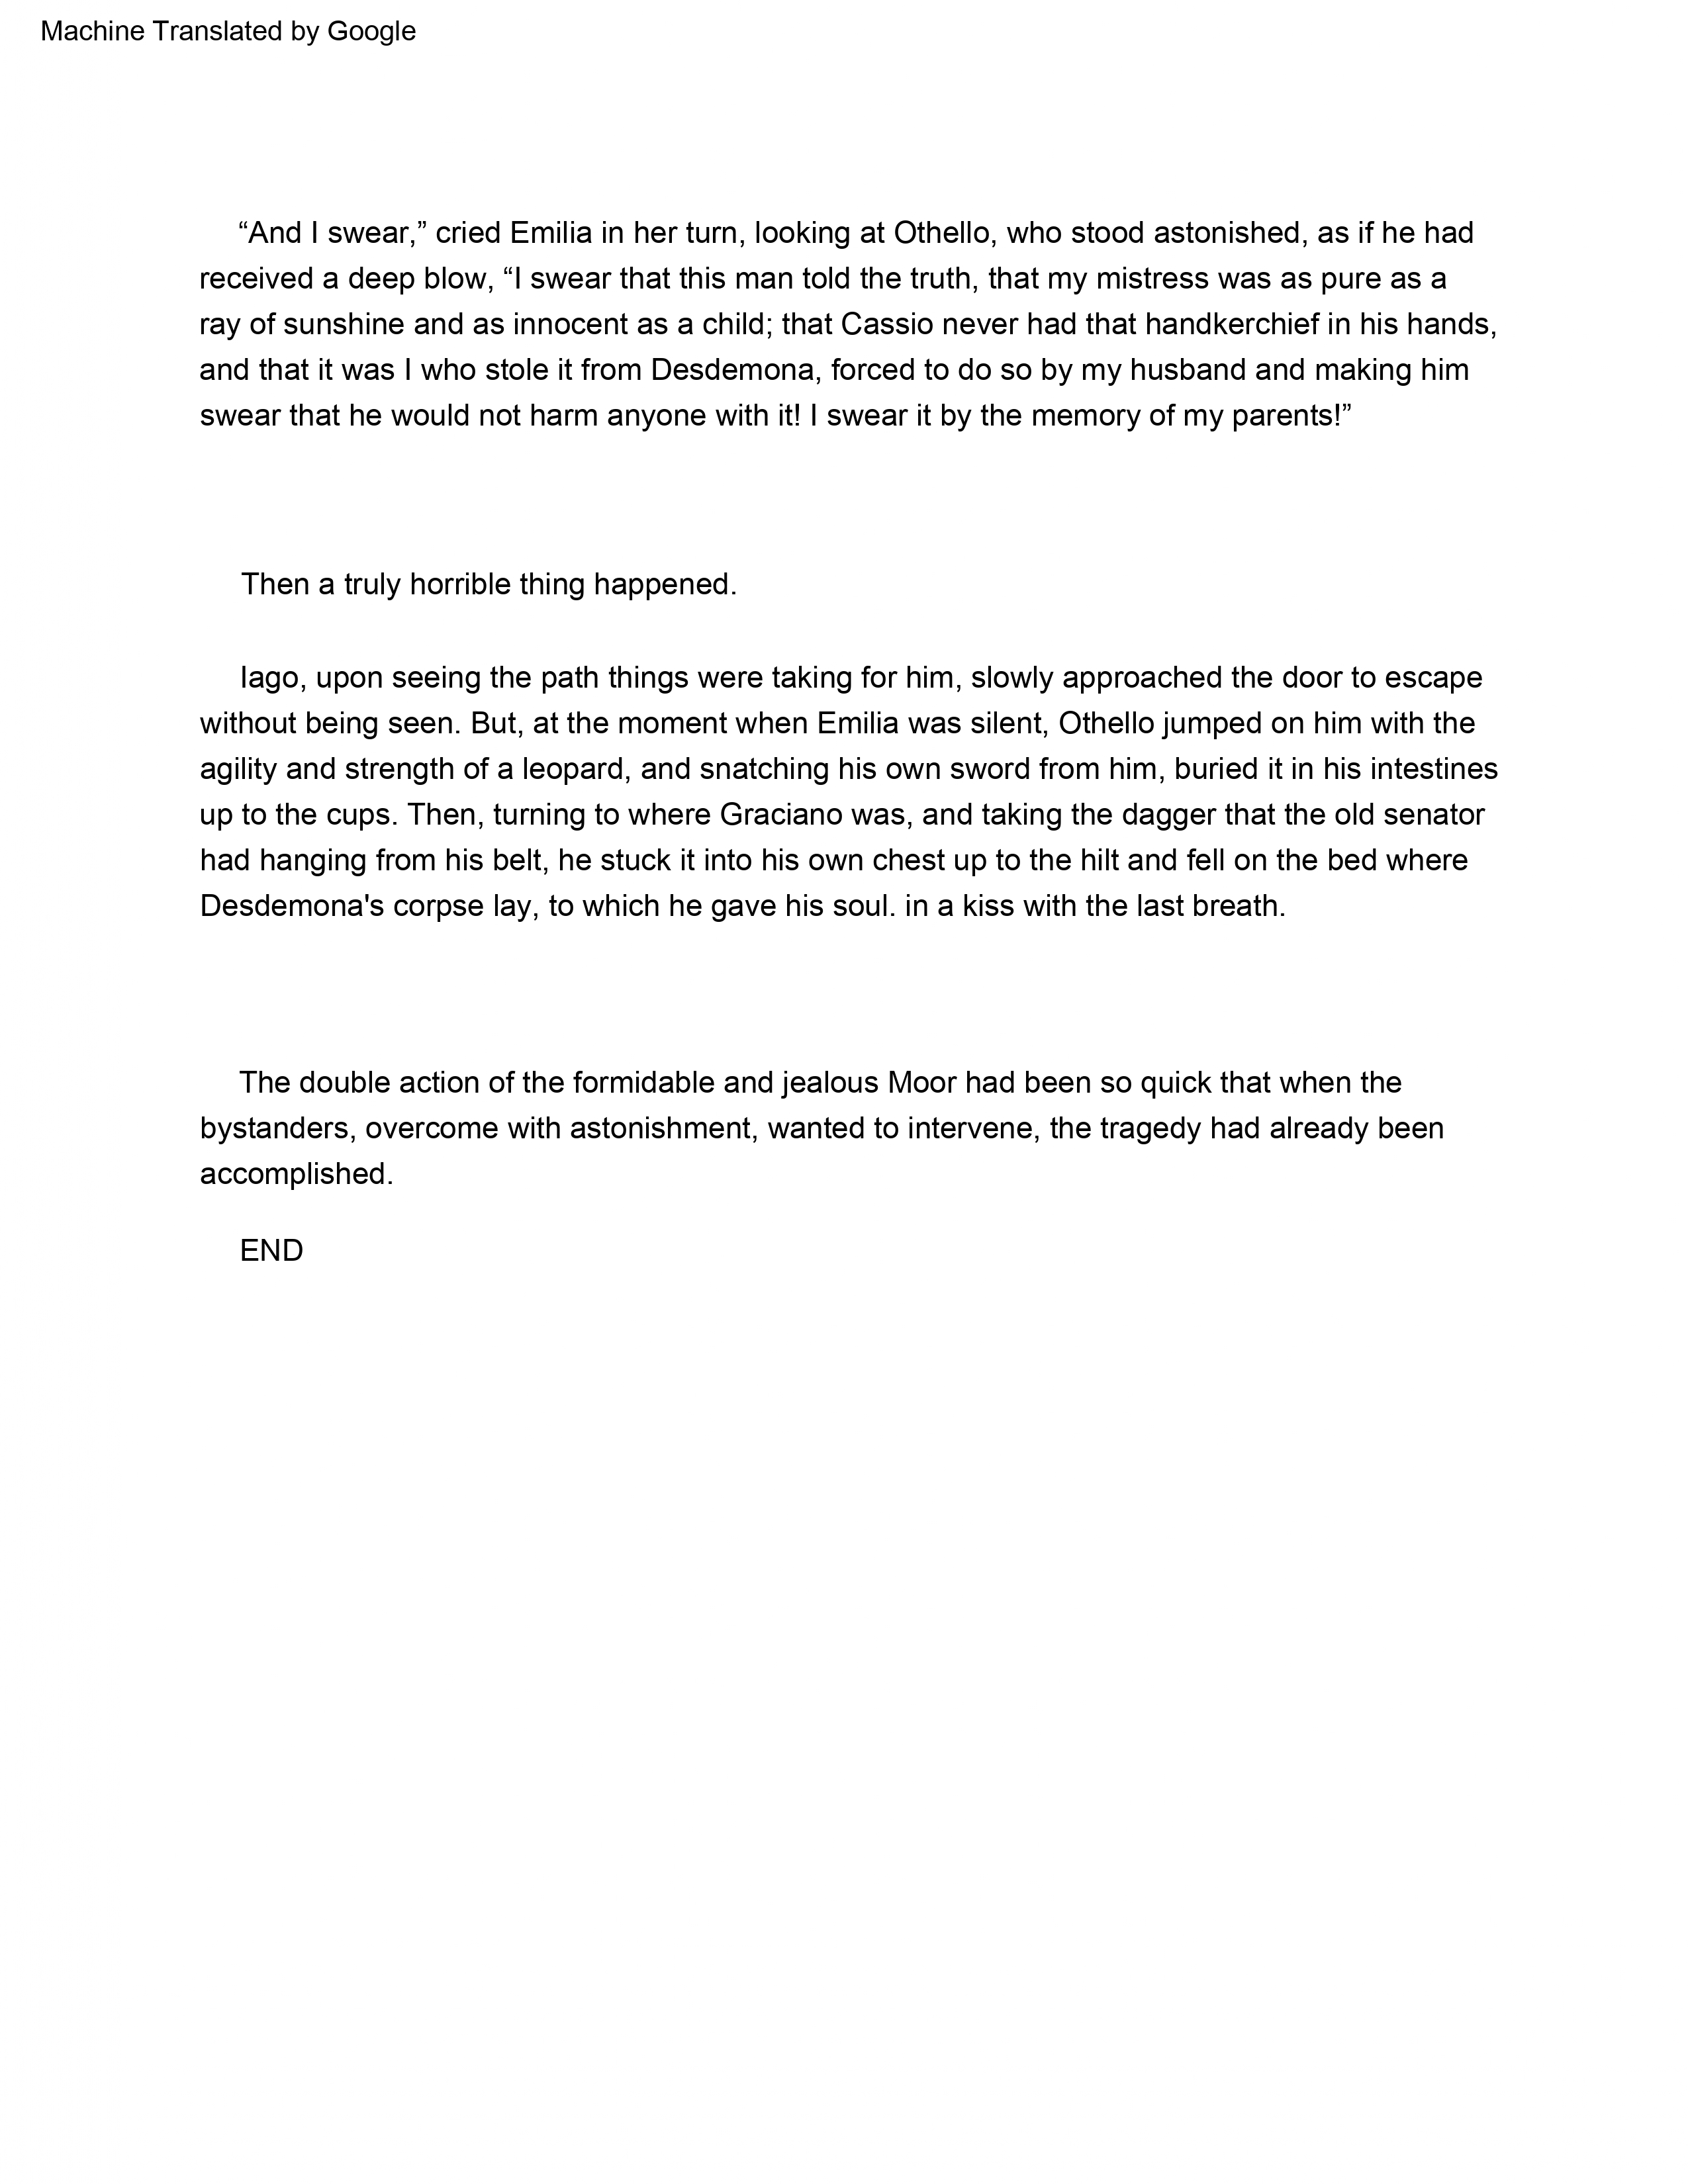 Machine Translated by Google
“And I swear,” cried Emilia in her turn, looking at Othello, who stood astonished, as if he had
received a deep blow, “I swear that this man told the truth, that my mistress was as pure as a
ray of sunshine and as innocent as a child; that Cassio never had that handkerchief in his hands,
and that it was I who stole it from Desdemona, forced to do so by my husband and making him
swear that he would not harm anyone with it! I swear it by the memory of my parents!”
Then a truly horrible thing happened.
Iago, upon seeing the path things were taking for him, slowly approached the door to escape
without being seen. But, at the moment when Emilia was silent, Othello jumped on him with the
agility and strength of a leopard, and snatching his own sword from him, buried it in his intestines
up to the cups. Then, turning to where Graciano was, and taking the dagger that the old senator
had hanging from his belt, he stuck it into his own chest up to the hilt and fell on the bed where
Desdemona's corpse lay, to which he gave his soul. in a kiss with the last breath.
The double action of the formidable and jealous Moor had been so quick that when the
bystanders, overcome with astonishment, wanted to intervene, the tragedy had already been
accomplished.
END